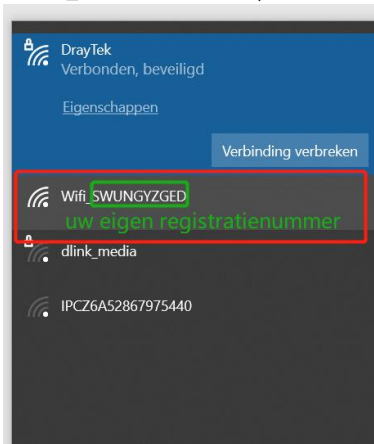 DrayTek
Verbonden, beveiligd
Eigenschappen
Verbinding verbreken
Wifi_SWUNGYZGED
uw eigen registratienummer
dlink_media
IPCZ6A52867975440